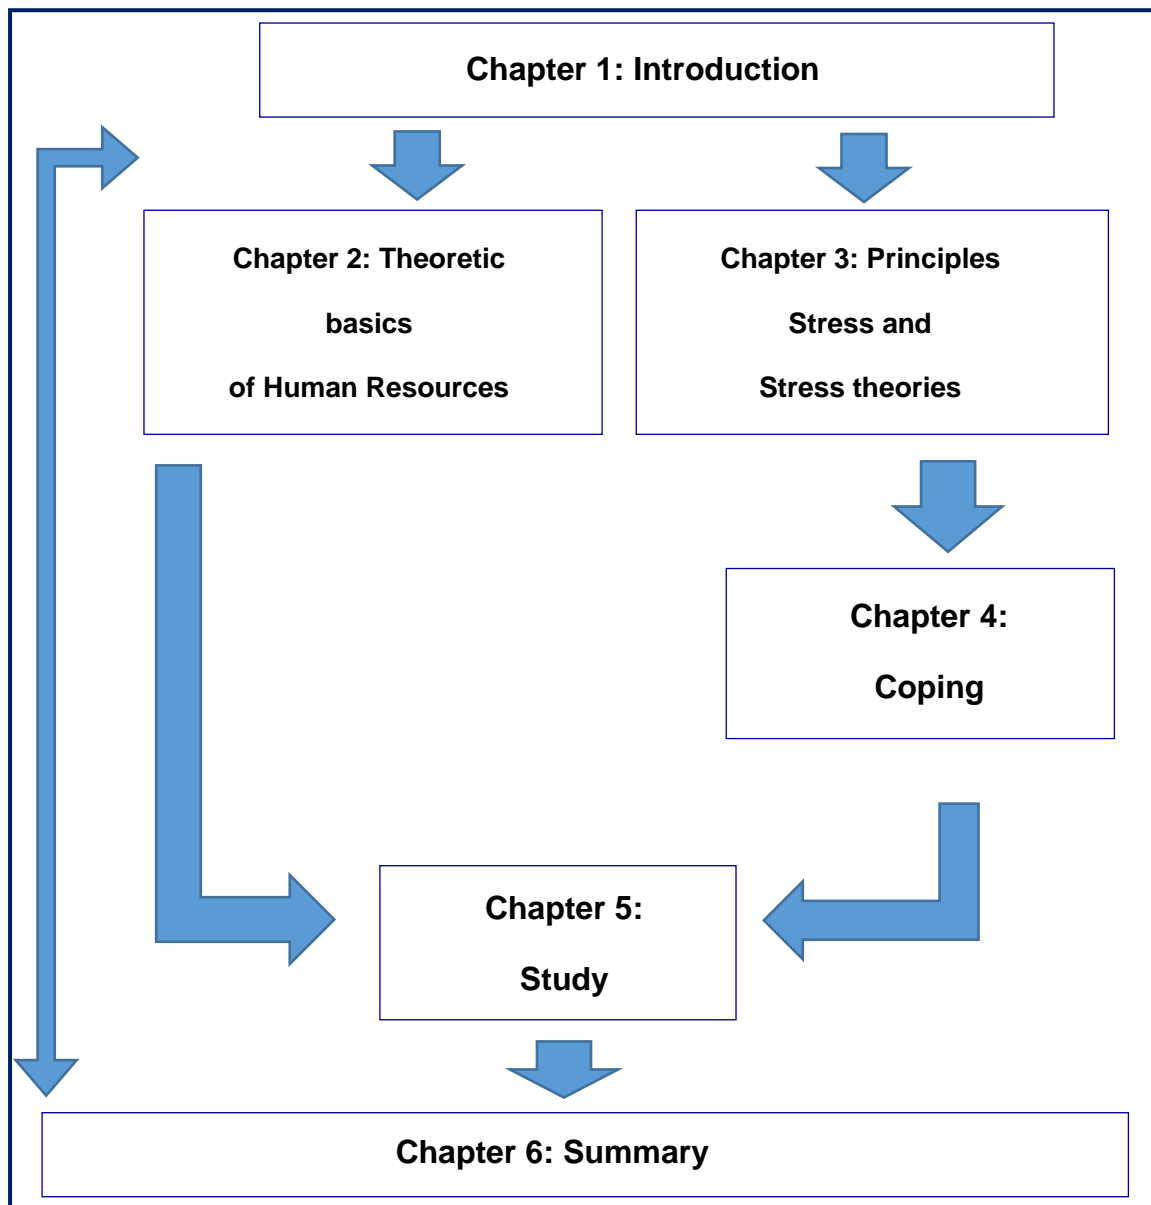 Chapter 1: Introduction
Chapter 2: Theoretic
basics
of Human Resources
Chapter 3: Principles
Stress and
Stress theories
Chapter 4:
Coping
Chapter 5:
Study
Chapter 6: Summary